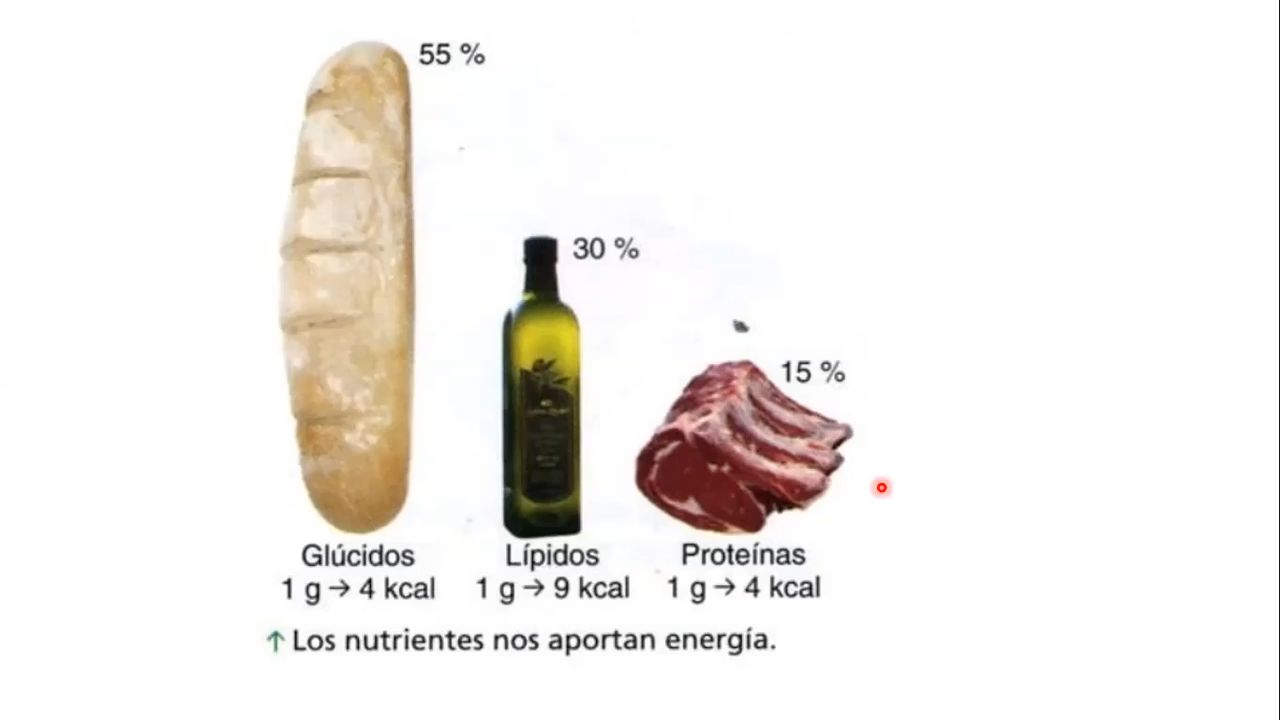 55 %
30 %
15 %
Glúcidos
1 g → 4 kcal
Lípidos
1 g → 9 kcal
Proteínas
1 g → 4 kcal
↑ Los nutrientes nos aportan energía.